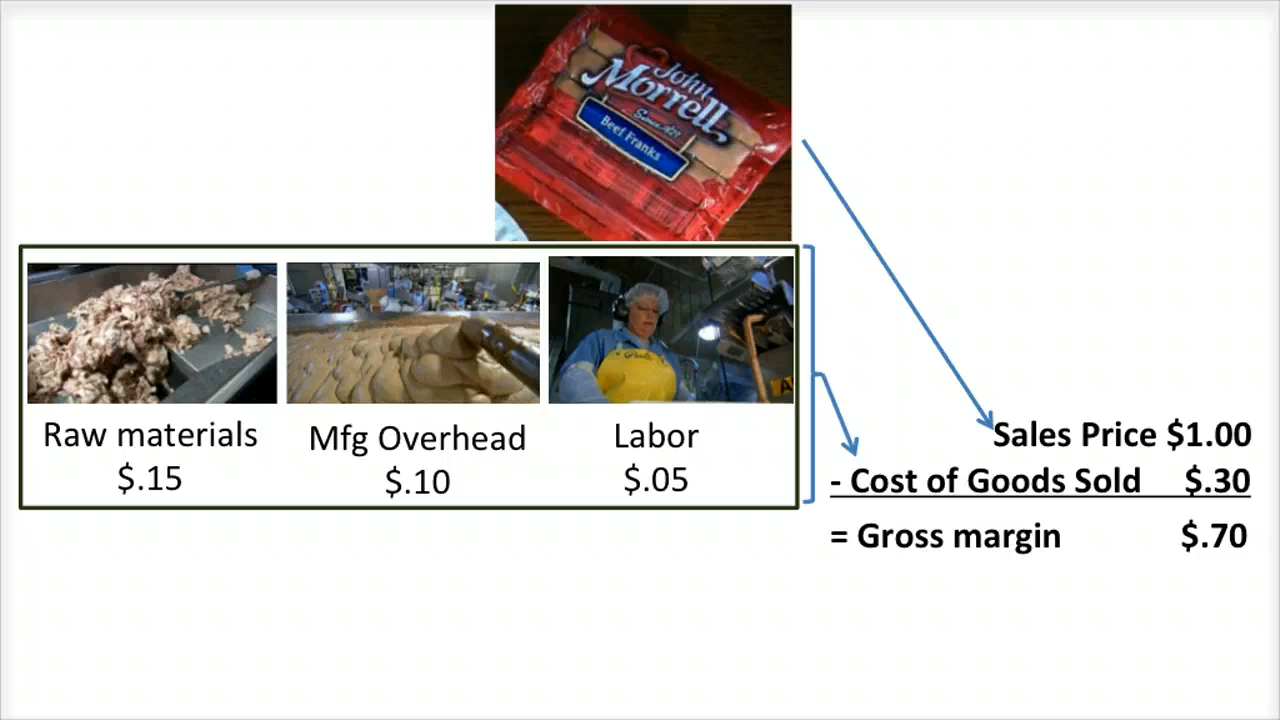 John
Morrell
Beef Franks
Raw materials
$.15
Mfg Overhead
$.10
Labor
$.05
Sales Price $1.00
- Cost of Goods Sold $.30
= Gross margin $.70